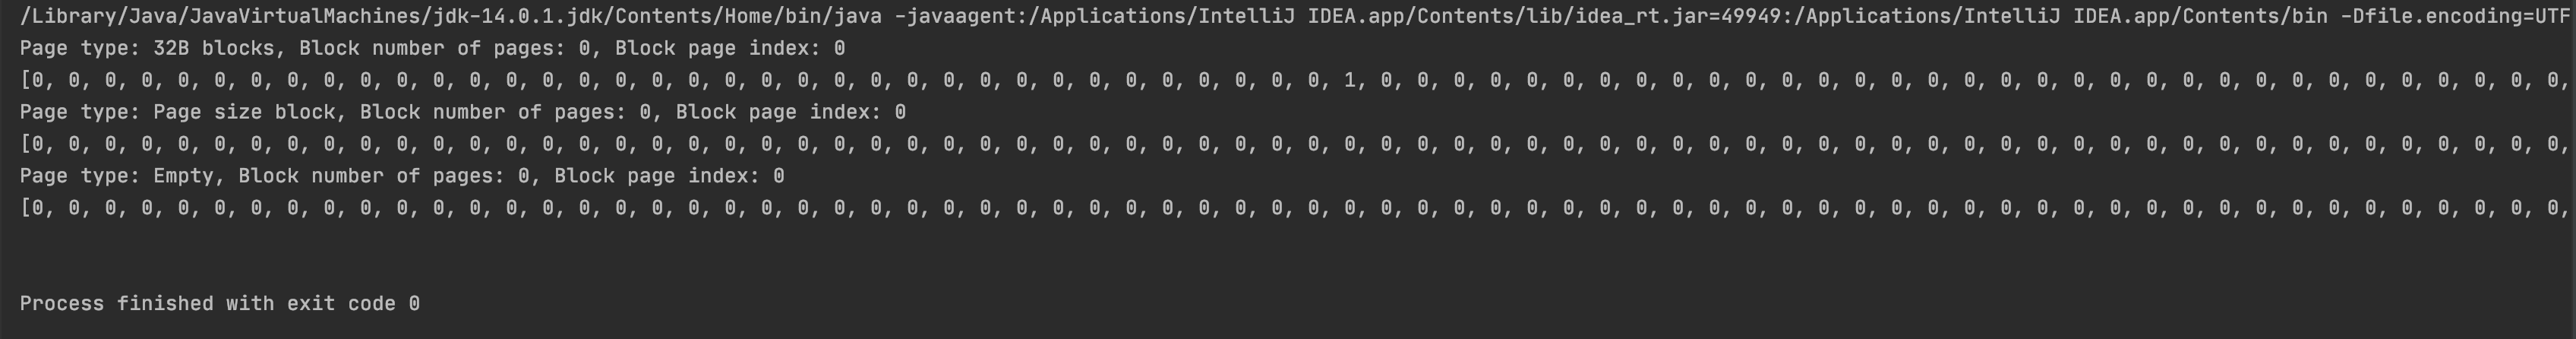 /Library/Java/JavaVirtualMachines/jdk-14.0.1.jdk/Contents/Home/bin/java -javaagent:/Applications/IntelliJ IDEA.app/Contents/lib/idea_rt.jar=49949:/Applications/IntelliJ IDEA.app/Contents/bin -Dfile.encoding=UTF
Page type: 32B blocks, Block number of pages: 0, Block page index: 0
[0, 0, 0, 0, 0, 0, 0, 0, 0, 0, 0, 0, 0, 0, 0, 0, 0, 0, 0, 0, 0, 0, 0, 0, 0, 0, 0, 0, 0, 0, 0, 0, 0, 0, 0, 0, 1, 0, 0, 0, 0, 0, 0, 0, 0, 0, 0, 0, 0, 0, 0, 0, 0, 0, 0, 0, 0, 0, 0, 0, 0, 0, 0, 0, 0, 0, 0, 0, 0, 0,
Page type: Page size block, Block number of pages: 0, Block page index: 0
[0, 0, 0, 0, 0, 0, 0, 0, 0, 0, 0, 0, 0, 0, 0, 0, 0, 0, 0, 0, 0, 0, 0, 0, 0, 0, 0, 0, 0, 0, 0, 0, 0, 0, 0, 0, 0, 0, 0, 0, 0, 0, 0, 0, 0, 0, 0, 0, 0, 0, 0, 0, 0, 0, 0, 0, 0, 0, 0, 0, 0, 0, 0, 0, 0, 0, 0, 0, 0, 0,
Page type: Empty, Block number of pages: 0, Block page index: 0
[0, 0, 0, 0, 0, 0, 0, 0, 0, 0, 0, 0, 0, 0, 0, 0, 0, 0, 0, 0, 0, 0, 0, 0, 0, 0, 0, 0, 0, 0, 0, 0, 0, 0, 0, 0, 0, 0, 0, 0, 0, 0, 0, 0, 0, 0, 0, 0, 0, 0, 0, 0, 0, 0, 0, 0, 0, 0, 0, 0, 0, 0, 0, 0, 0, 0, 0, 0, 0, 0,
Process finished with exit code 0